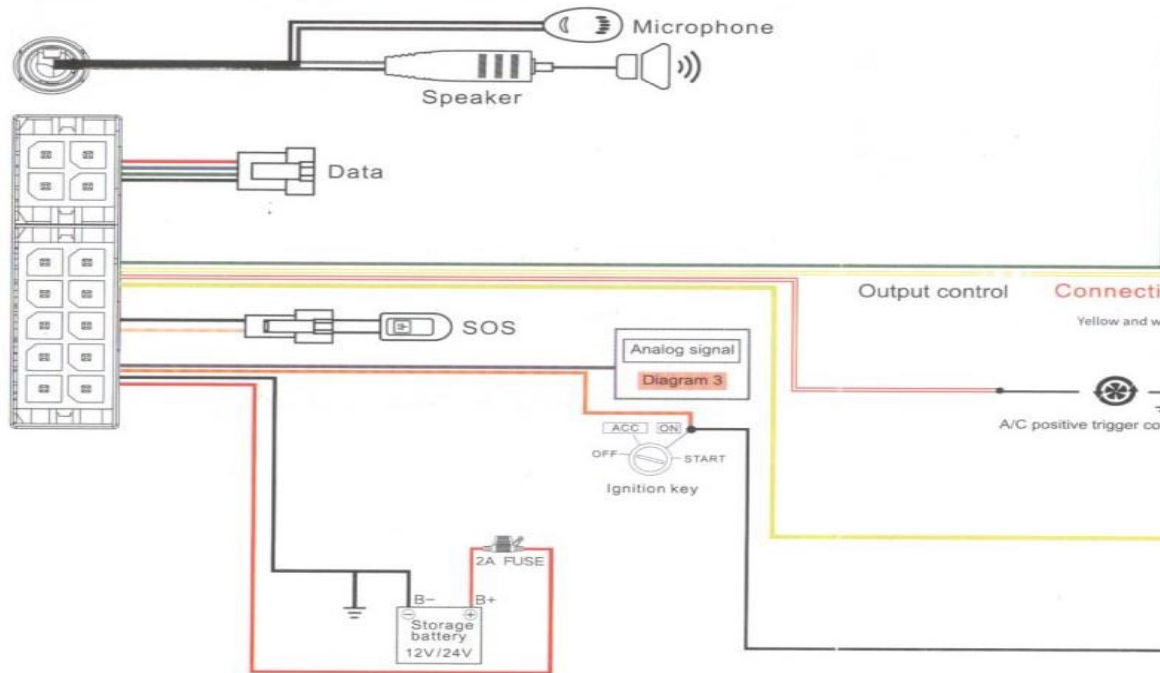 Microphone
Speaker
Data
Output control
Connecti
Yellow and w
SOS
Analog signal
Diagram 3
A/C positive trigger co
ACC
ON
OFF
START
Ignition key
2A FUSE
B−
B+
Storage
battery
12V/24V